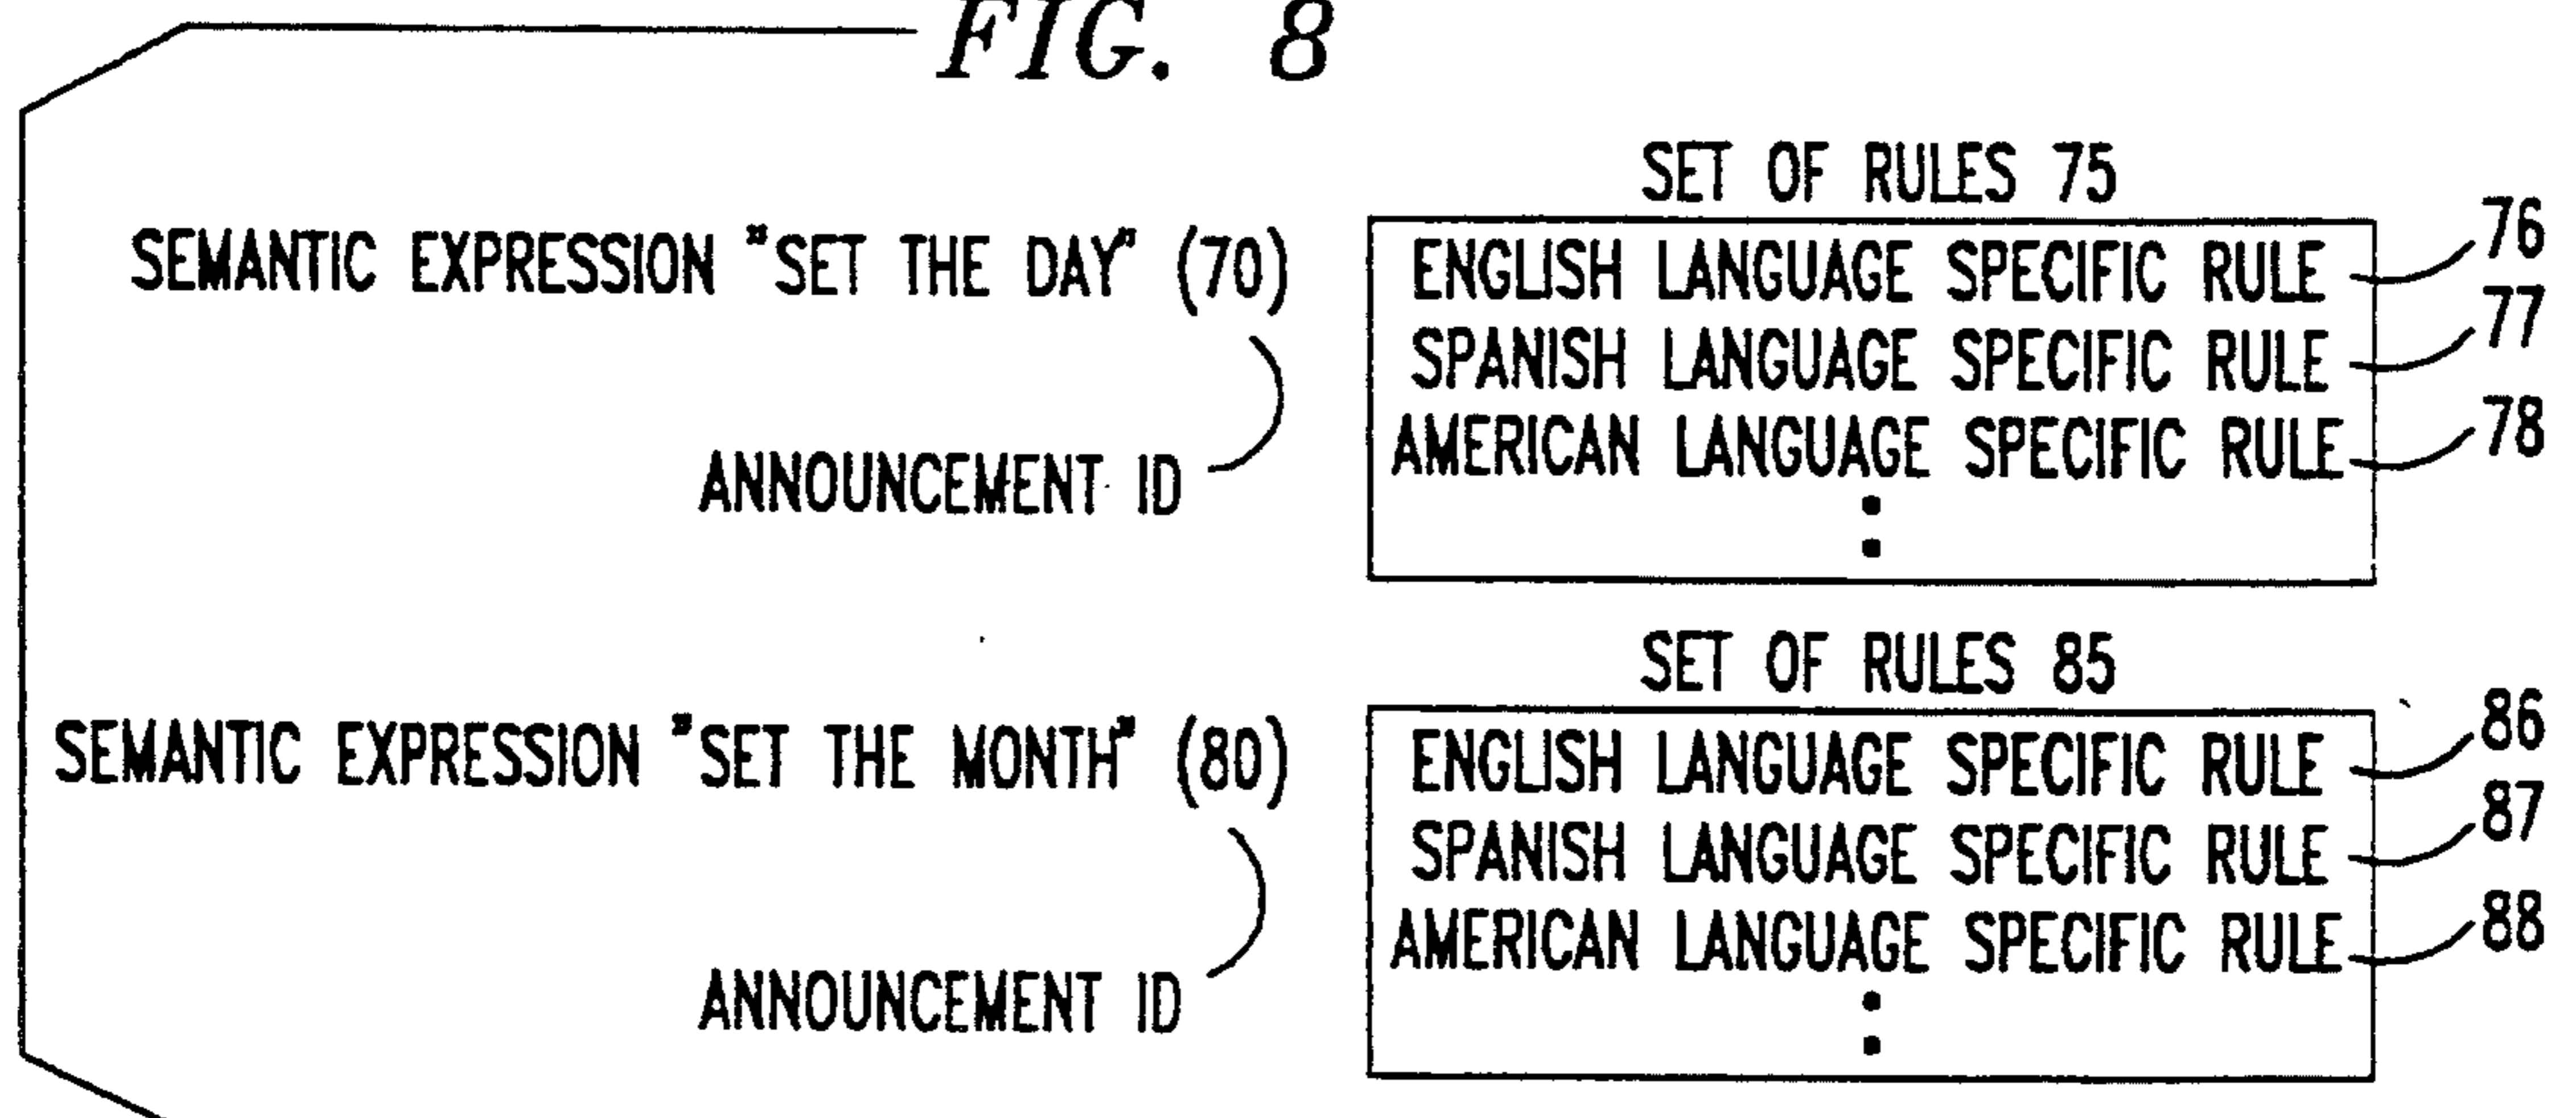 FIG. 8
SET OF RULES 75
SEMANTIC EXPRESSION "SET THE DAY" (70)
ENGLISH LANGUAGE SPECIFIC RULE 76
SPANISH LANGUAGE SPECIFIC RULE 77
AMERICAN LANGUAGE SPECIFIC RULE 78
ANNOUNCEMENT ID
SET OF RULES 85
SEMANTIC EXPRESSION "SET THE MONTH" (80)
ENGLISH LANGUAGE SPECIFIC RULE 86
SPANISH LANGUAGE SPECIFIC RULE 87
AMERICAN LANGUAGE SPECIFIC RULE 88
ANNOUNCEMENT ID